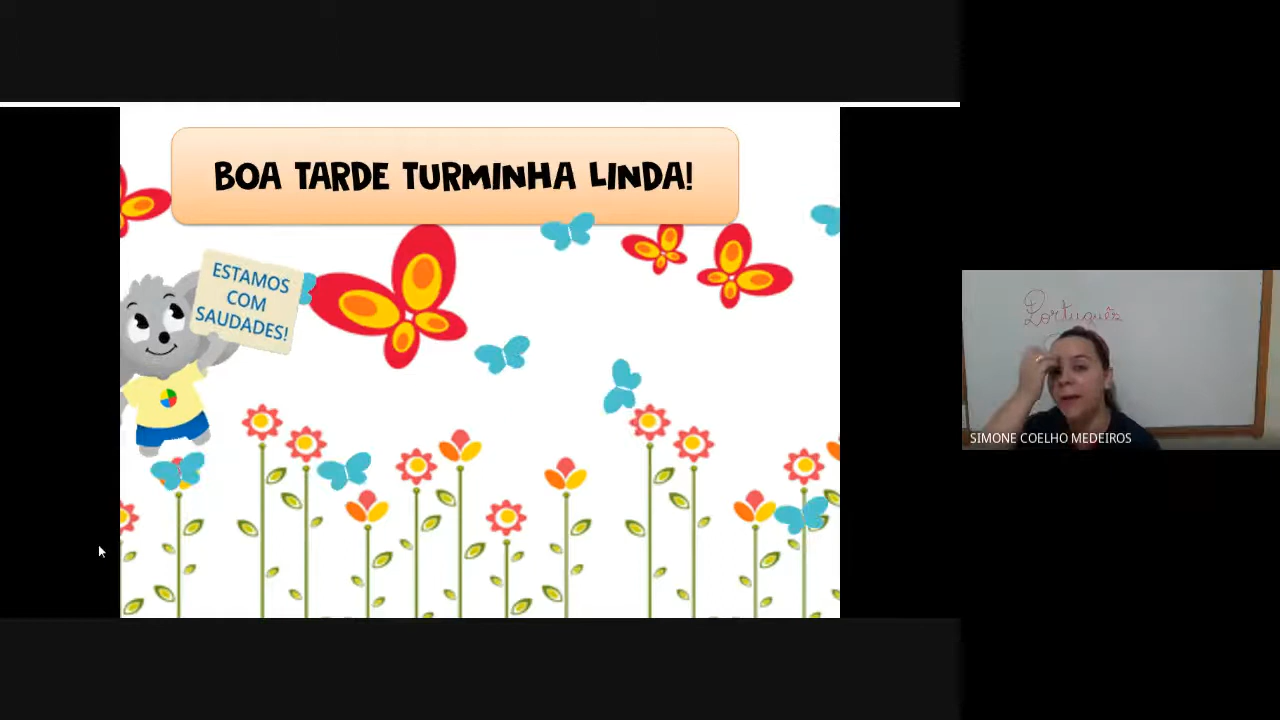 BOA TARDE TURMINHA LINDA!
ESTAMOS
COM
SAUDADES!
Português
SIMONE COELHO MEDEIROS